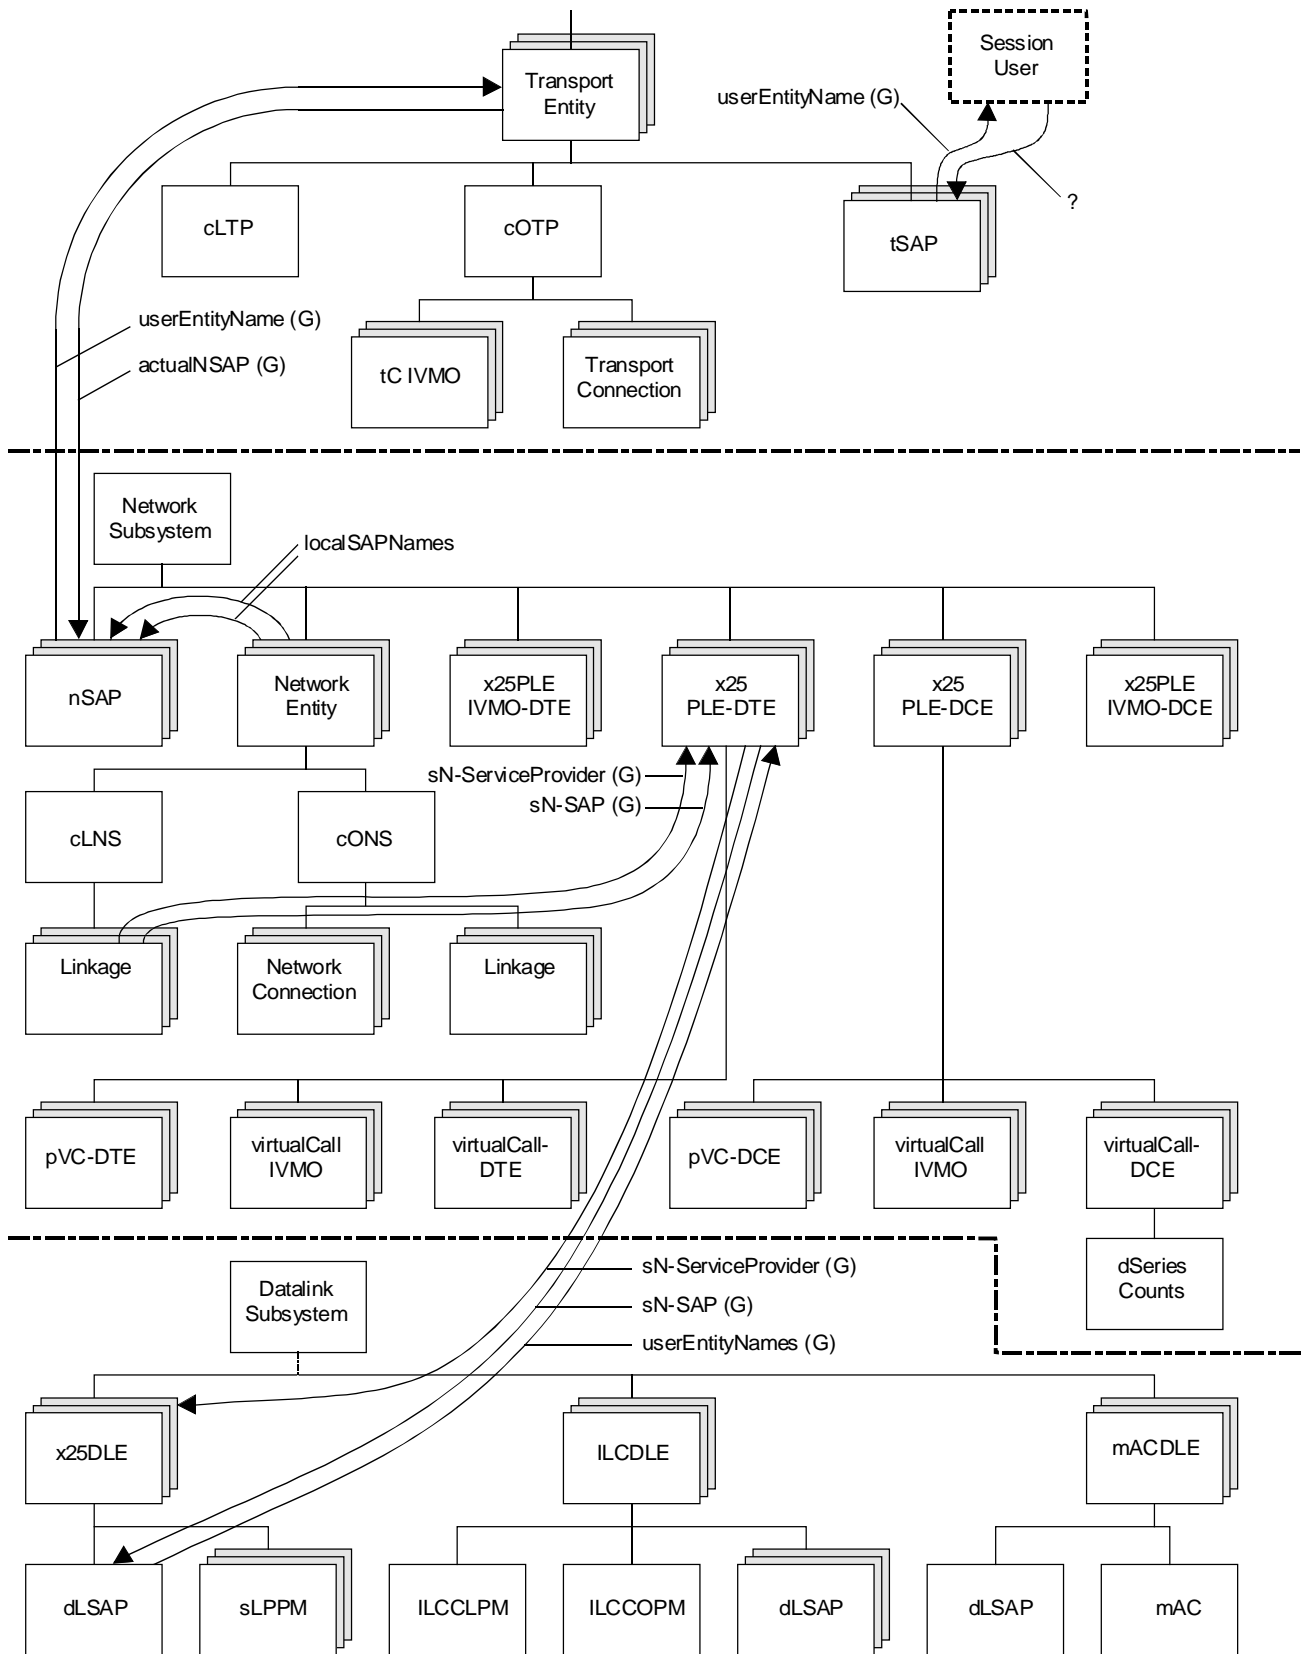 Session
User
Transport
Entity
userEntityName (G)
cLTP
cOTP
tSAP
?
userEntityName (G)
actualNSAP (G)
tC IVMO
Transport
Connection
Network
Subsystem
localSAPNames
nSAP
Network
Entity
x25PLE
IVMO-DTE
x25
PLE-DTE
x25
PLE-DCE
x25PLE
IVMO-DCE
sN-ServiceProvider (G)
sN-SAP (G)
cLNS
cONS
Linkage
Network
Connection
Linkage
pVC-DTE
virtualCall
IVMO
virtualCall-
DTE
pVC-DCE
virtualCall
IVMO
virtualCall-
DCE
sN-ServiceProvider (G)
sN-SAP (G)
userEntityNames (G)
dSeries
Counts
Datalink
Subsystem
x25DLE
lLCDLE
mACDLE
dLSAP
sLPPM
lLCCLPM
lLCCOPM
dLSAP
dLSAP
mAC